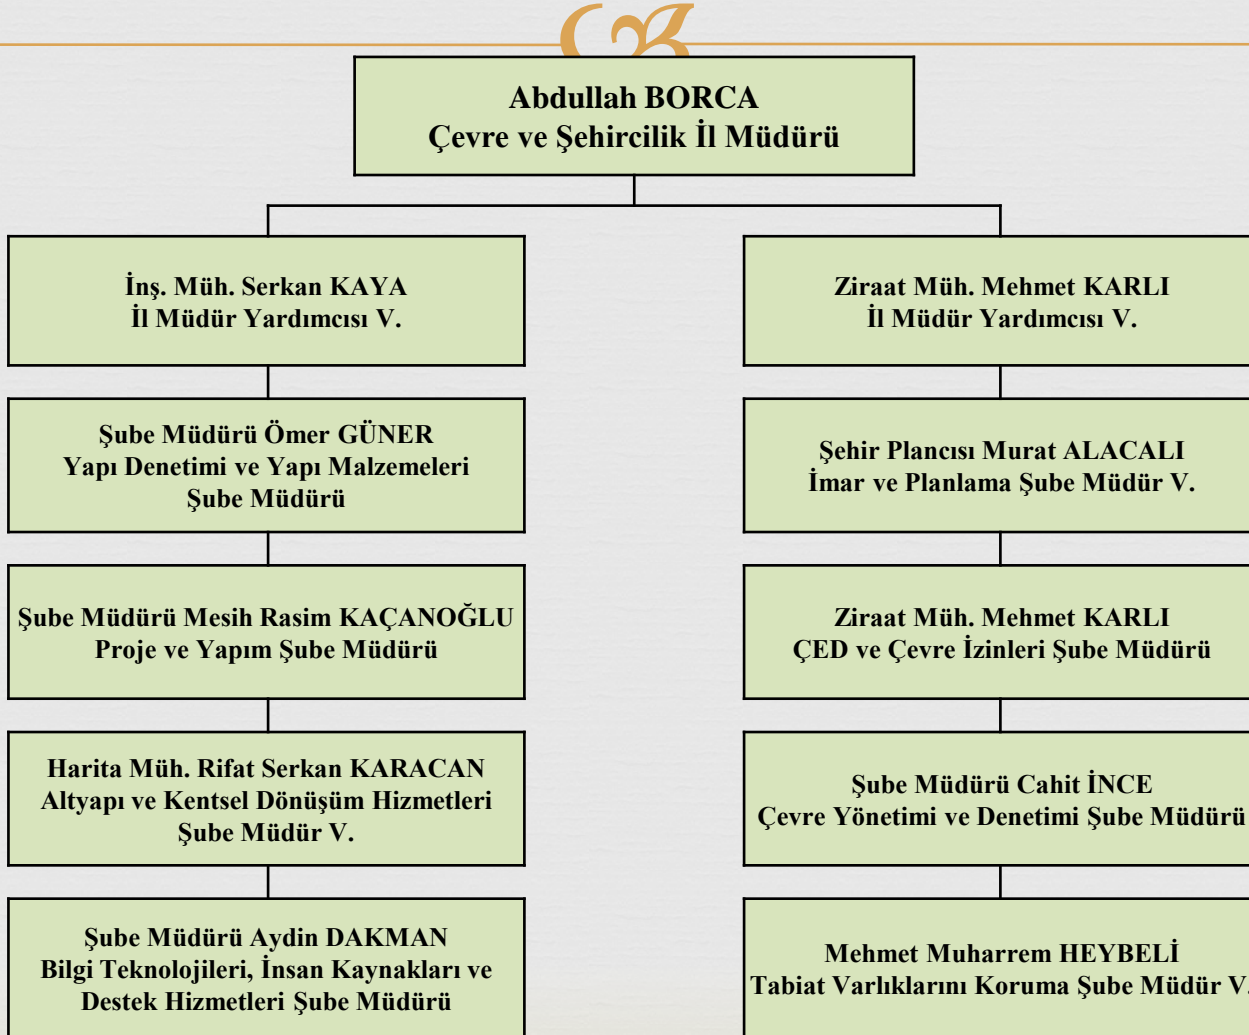 Abdullah BORCA
Çevre ve Şehircilik İl Müdürü
İnş. Müh. Serkan KAYA
İl Müdür Yardımcısı V.
Şube Müdürü Ömer GÜNER
Yapı Denetimi ve Yapı Malzemeleri
Şube Müdürü
Şube Müdürü Mesih Rasim KAÇANOĞLU
Proje ve Yapım Şube Müdürü
Harita Müh. Rifat Serkan KARACAN
Altyapı ve Kentsel Dönüşüm Hizmetleri
Şube Müdür V.
Şube Müdürü Aydin DAKMAN
Bilgi Teknolojileri, İnsan Kaynakları ve
Destek Hizmetleri Şube Müdürü
Ziraat Müh. Mehmet KARLI
İl Müdür Yardımcısı V.
Şehir Plancısı Murat ALACALI
İmar ve Planlama Şube Müdür V.
Ziraat Müh. Mehmet KARLI
ÇED ve Çevre İzinleri Şube Müdürü
Şube Müdürü Cahit İNCE
Çevre Yönetimi ve Denetimi Şube Müdürü
Mehmet Muharrem HEYBELİ
Tabiat Varlıklarını Koruma Şube Müdür V.